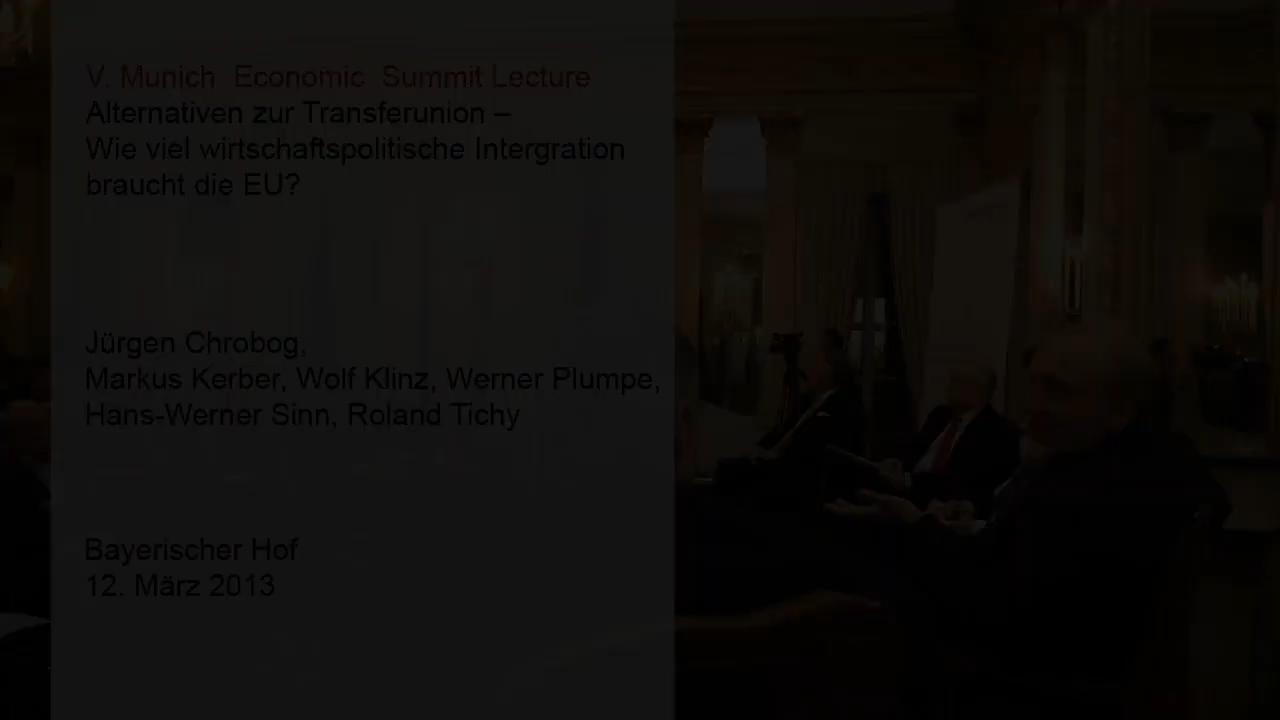 V. Munich Economic Summit Lecture
Alternativen zur Transferunion –
Wie viel wirtschaftspolitische Intergration
braucht die EU?
Jürgen Chrobog,
Markus Kerber, Wolf Klinz, Werner Plumpe,
Hans-Werner Sinn, Roland Tichy
Bayerischer Hof
12. März 2013